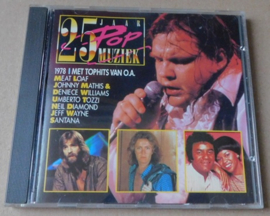 25 JAAR
Pop
MUZIEK
1978 | MET TOPHITS VAN O.A.
MEAT LOAF
JOHNNY MATHIS &
DENIECE WILLIAMS
UMBERTO TOZZI
NEIL DIAMOND
JEFF WAYNE
SANTANA